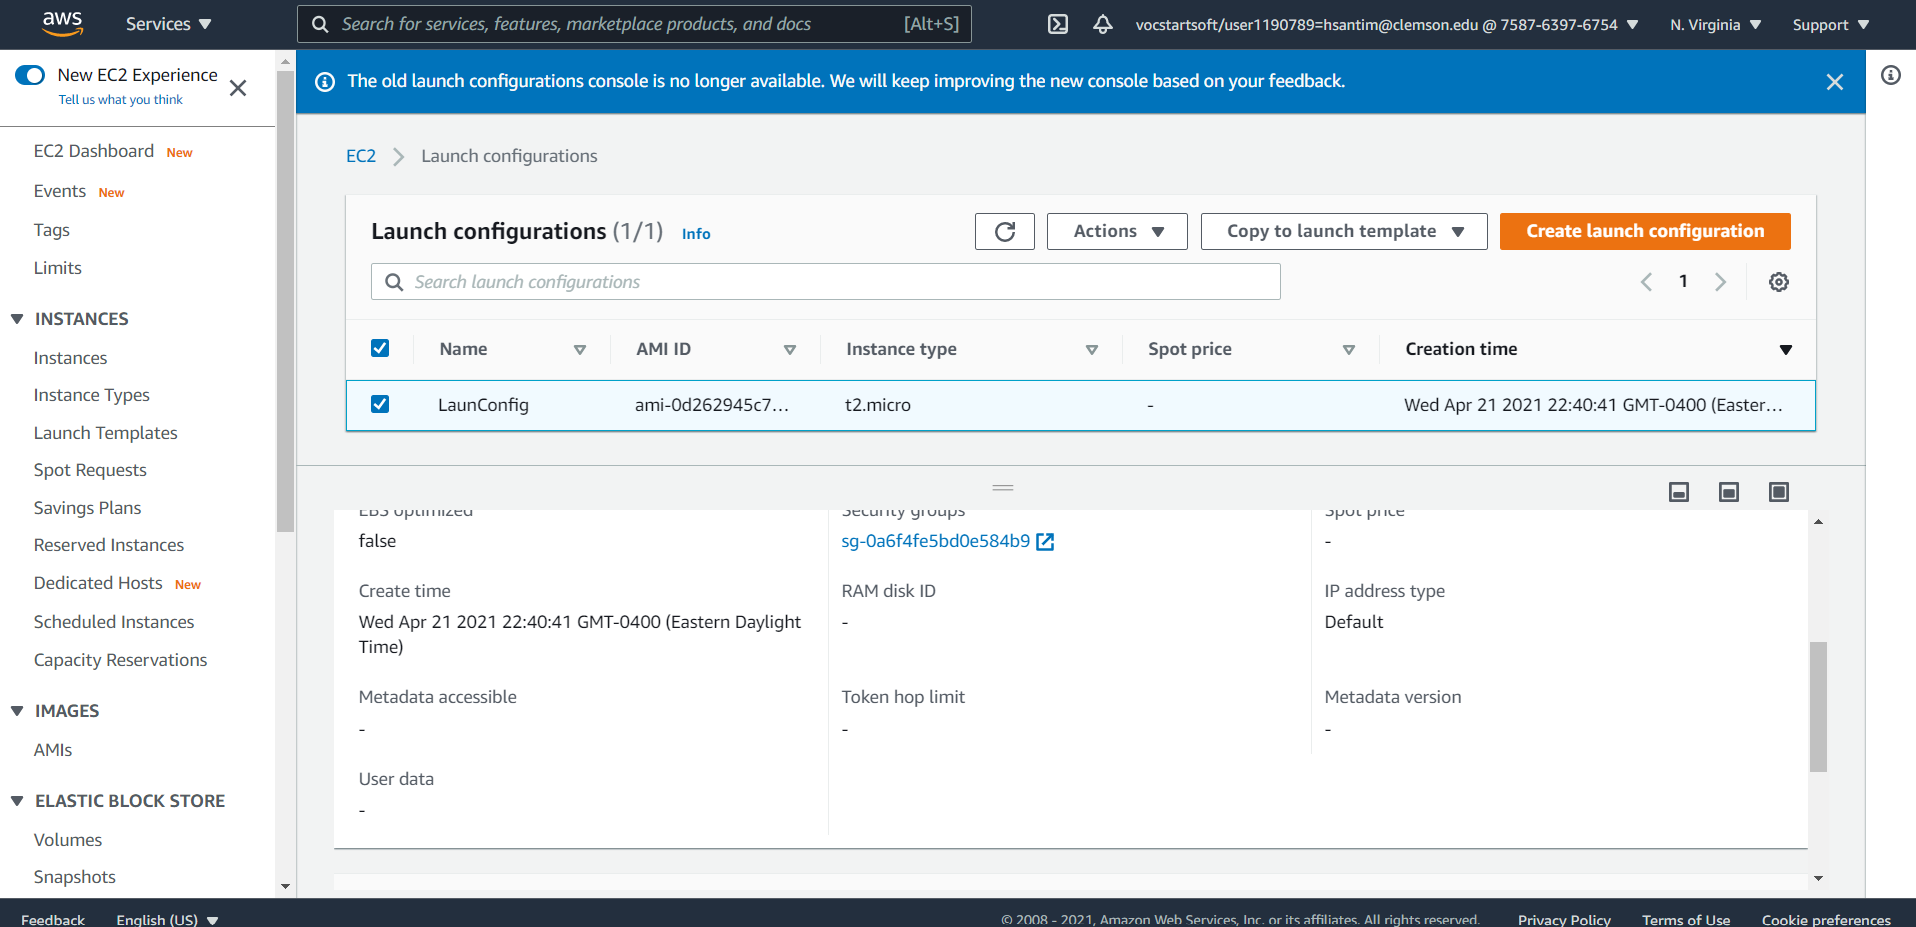 aws
Services
Search for services, features, marketplace products, and docs
[Alt+S]
vocstartsoft/user1190789=hsantim@clemson.edu @ 7587-6397-6754
N. Virginia
Support
New EC2 Experience
Tell us what you think
The old launch configurations console is no longer available. We will keep improving the new console based on your feedback.
EC2 Dashboard New
Events New
Tags
Limits
INSTANCES
Instances
Instance Types
Launch Templates
Spot Requests
Savings Plans
Reserved Instances
Dedicated Hosts New
Scheduled Instances
Capacity Reservations
IMAGES
AMIs
ELASTIC BLOCK STORE
Volumes
Snapshots
EC2
Launch configurations
Launch configurations (1/1) Info
Actions
Copy to launch template
Create launch configuration
Search launch configurations
1
Name
AMI ID
Instance type
Spot price
Creation time
LaunConfig
ami-0d262945c7...
t2.micro
-
Wed Apr 21 2021 22:40:41 GMT-0400 (Easter...
EBS optimized
false
Security groups
sg-0a6f4fe5bd0e584b9
Spot price
-
Create time
Wed Apr 21 2021 22:40:41 GMT-0400 (Eastern Daylight
Time)
RAM disk ID
-
IP address type
Default
Metadata accessible
-
Token hop limit
-
Metadata version
-
User data
-
Feedback
English (US)
© 2008 - 2021, Amazon Web Services, Inc. or its affiliates. All rights reserved.
Privacy Policy
Terms of Use
Cookie preferences